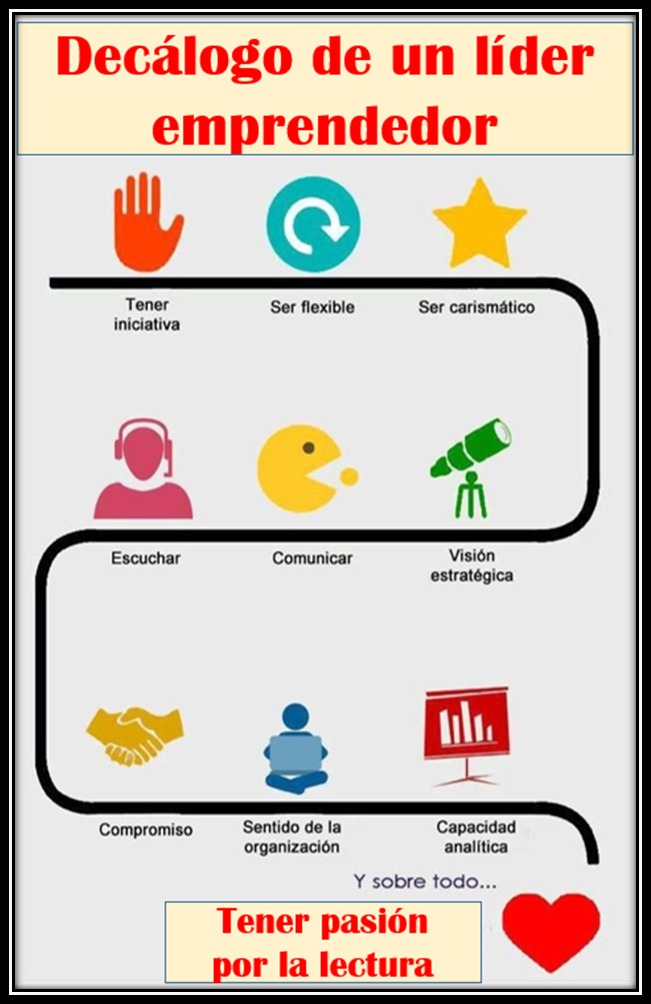 Decálogo de un líder
emprendedor
Tener
iniciativa
Ser flexible
Ser carismático
Escuchar
Comunicar
Visión
estratégica
Compromiso
Sentido de la
organización
Capacidad
analítica
Y sobre todo...
Tener pasión
por la lectura